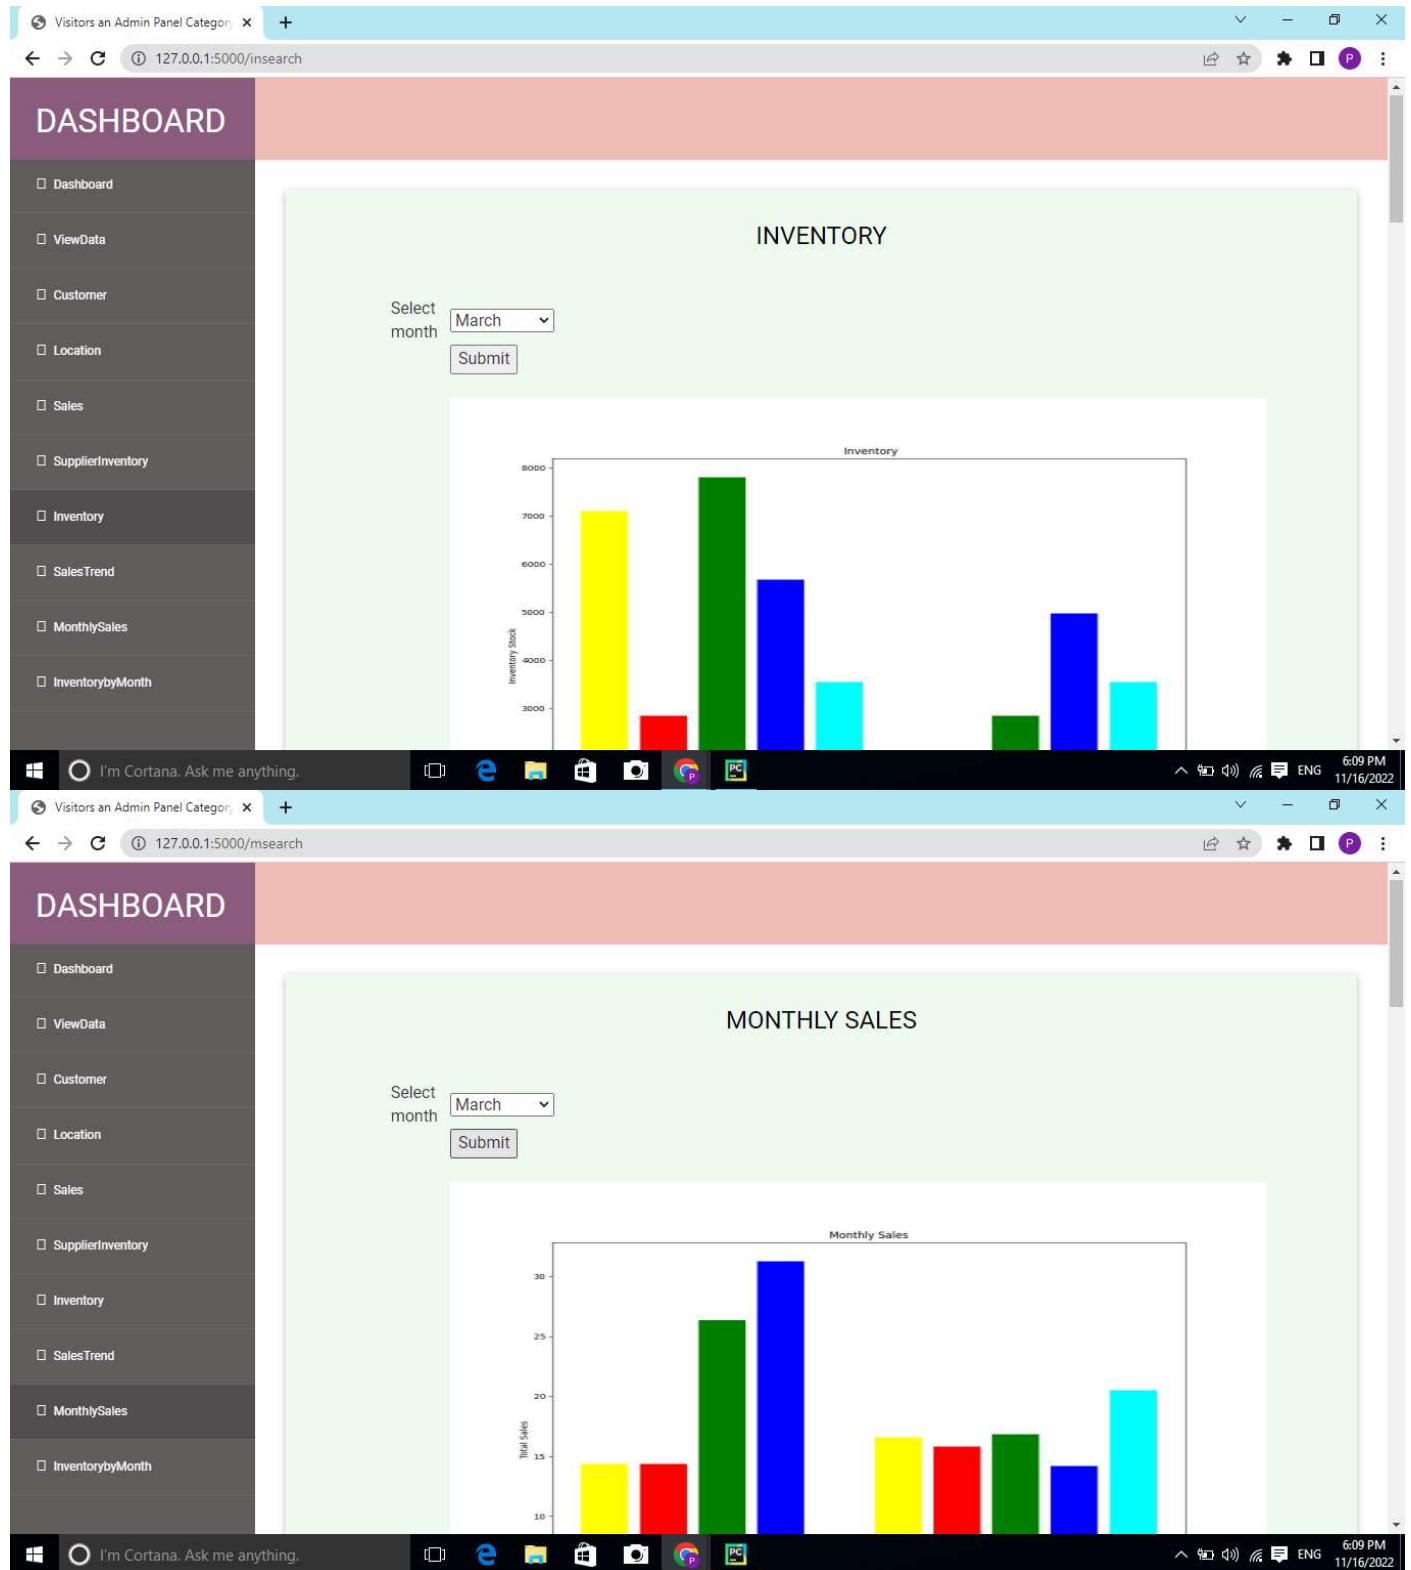 Visitors an Admin Panel Category
127.0.0.1:5000/insearch
P
DASHBOARD
Dashboard
ViewData
Customer
Location
Sales
SupplierInventory
Inventory
SalesTrend
MonthlySales
InventorybyMonth
INVENTORY
Select month
March
Submit
Inventory
8000
7000
6000
5000
4000
3000
Inventory Stock
I'm Cortana. Ask me anything.
PC
ENG
6:09 PM
11/16/2022
Visitors an Admin Panel Category
127.0.0.1:5000/msearch
P
DASHBOARD
Dashboard
ViewData
Customer
Location
Sales
SupplierInventory
Inventory
SalesTrend
MonthlySales
InventorybyMonth
MONTHLY SALES
Select month
March
Submit
Monthly Sales
30
25
20
15
10
Total Sales
I'm Cortana. Ask me anything.
PC
ENG
6:09 PM
11/16/2022